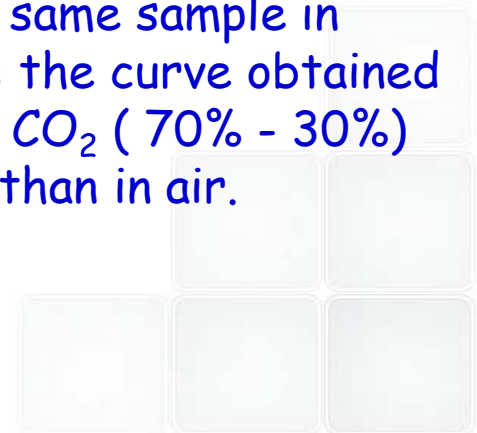 same sample in
the curve obtained
CO₂ ( 70% - 30%)
than in air.